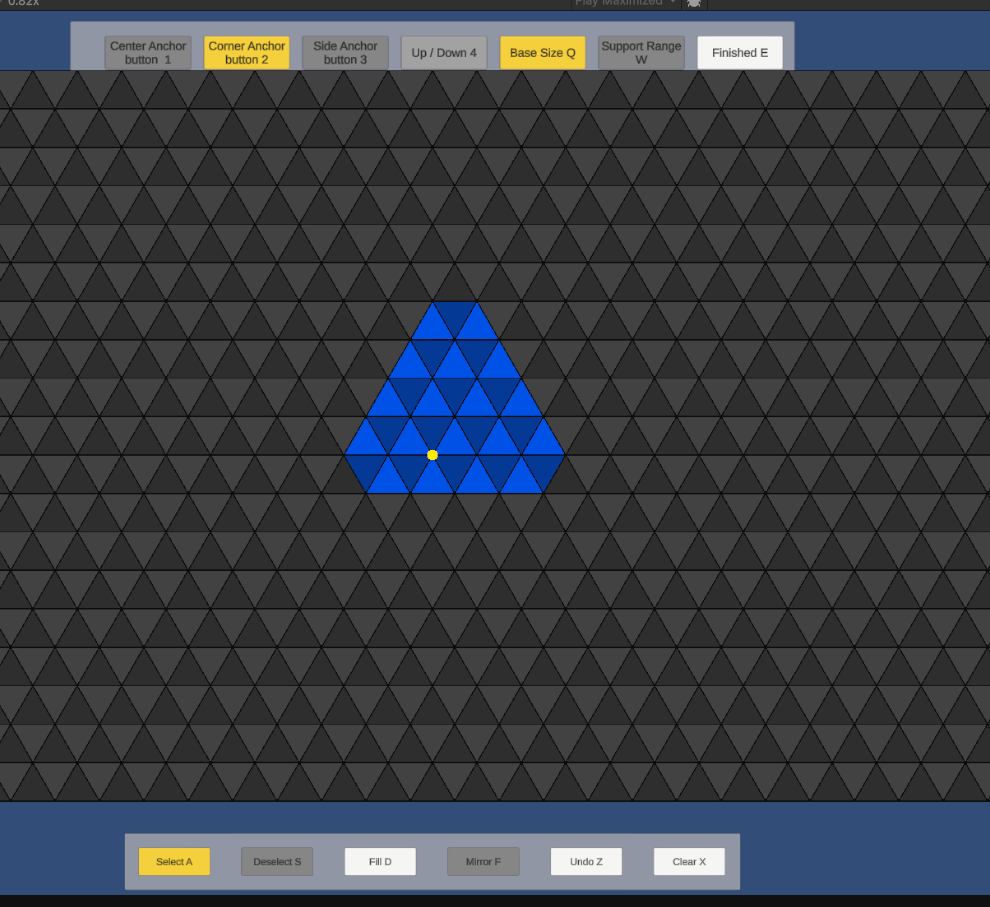 0.82x
Play Maximized
Center Anchor button 1
Corner Anchor button 2
Side Anchor button 3
Up / Down 4
Base Size Q
Support Range W
Finished E
Select A
Deselect S
Fill D
Mirror F
Undo Z
Clear X